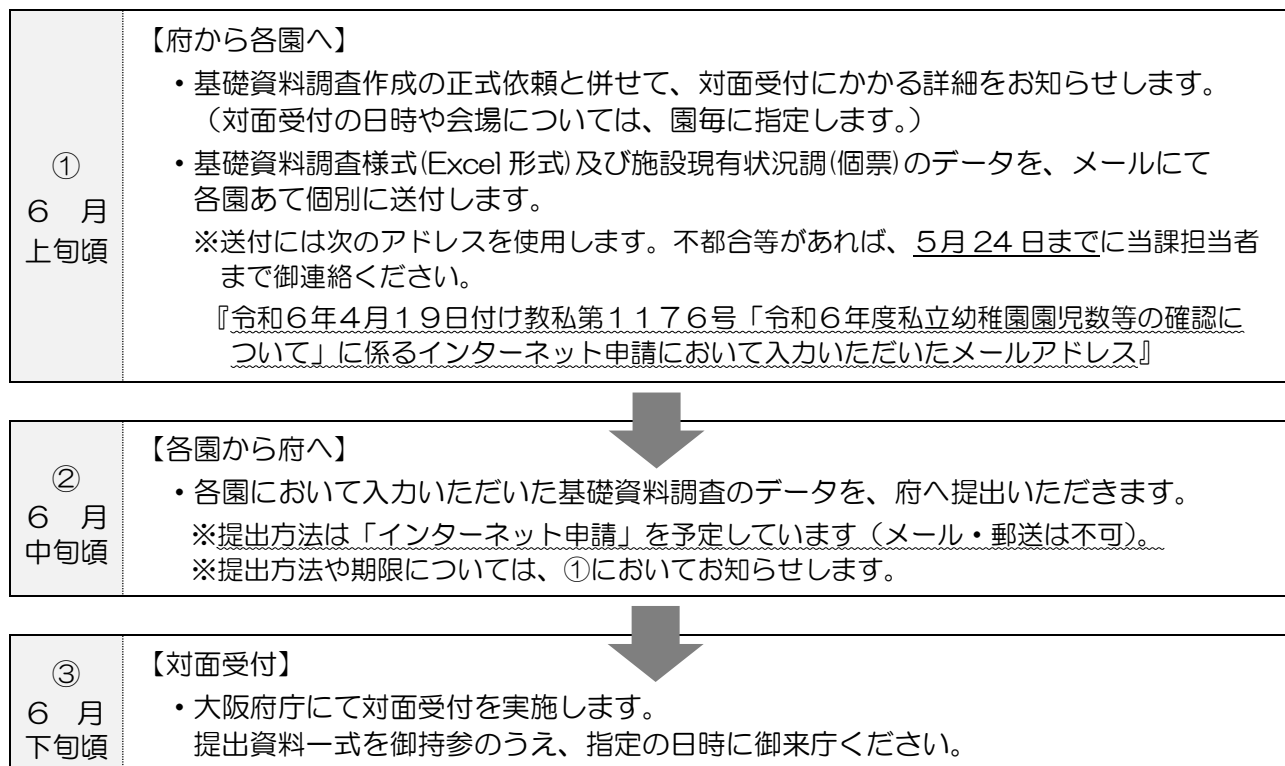 ①
6 月
上旬頃
【府から各園へ】
・基礎資料調査作成の正式依頼と併せて、対面受付にかかる詳細をお知らせします。
（対面受付の日時や会場については、園毎に指定します。）
・基礎資料調査様式(Excel 形式)及び施設現有状況調(個票)のデータを、メールにて
各園あて個別に送付します。
※送付には次のアドレスを使用します。不都合等があれば、５月 24 日までに当課担当者
まで御連絡ください。
『令和６年４月１９日付け教私第１１７６号「令和６年度私立幼稚園園児数等の確認に
ついて」に係るインターネット申請において入力いただいたメールアドレス』
②
6 月
中旬頃
【各園から府へ】
・各園において入力いただいた基礎資料調査のデータを、府へ提出いただきます。
※提出方法は「インターネット申請」を予定しています（メール・郵送は不可）。
※提出方法や期限については、①においてお知らせします。
③
6 月
下旬頃
【対面受付】
・大阪府庁にて対面受付を実施します。
提出資料一式を御持参のうえ、指定の日時に御来庁ください。